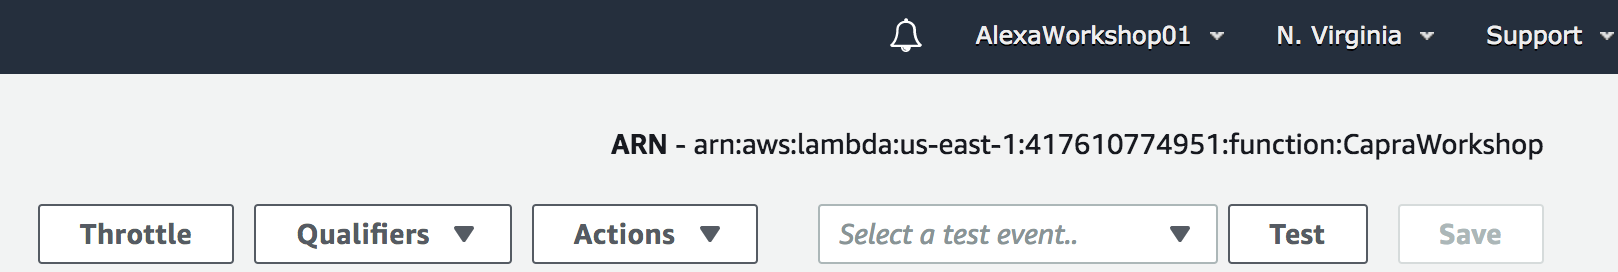 AlexaWorkshop01 N. Virginia Support
ARN - arn:aws:lambda:us-east-1:417610774951:function:CapraWorkshop
Throttle Qualifiers Actions Select a test event.. Test Save